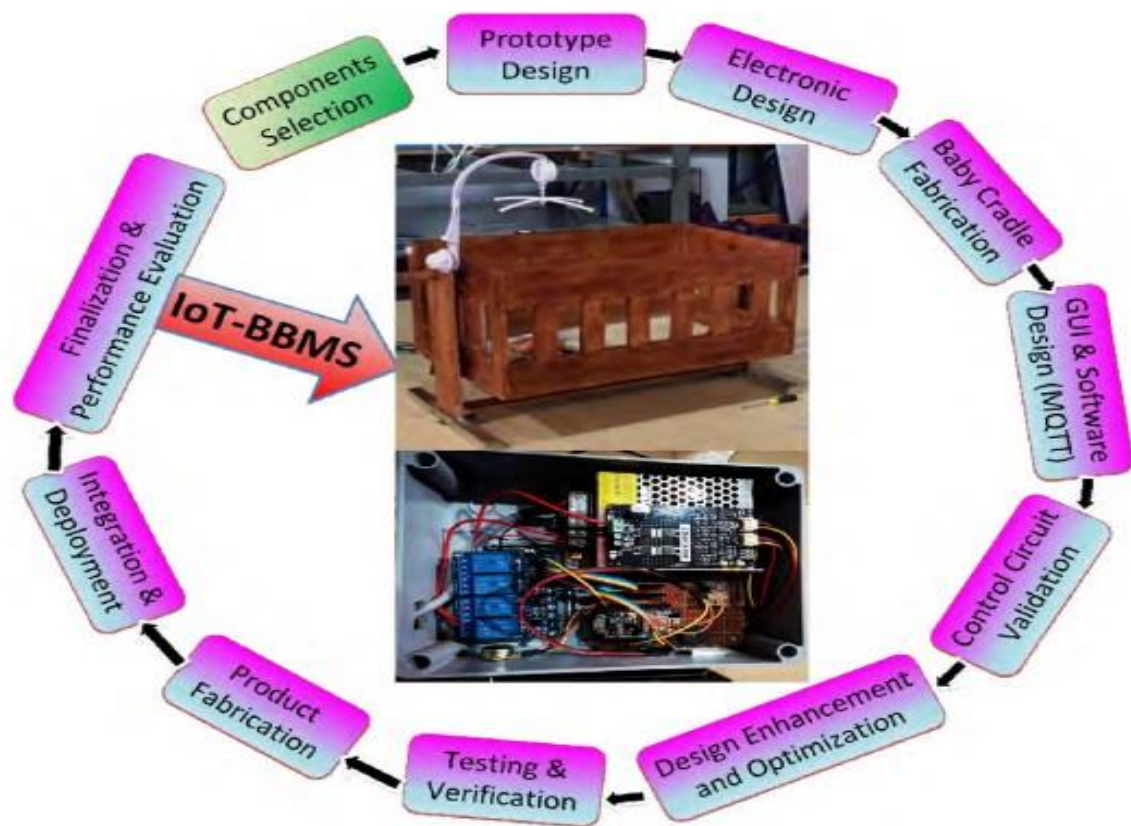 Components
Selection
Prototype
Design
Electronic
Design
Baby Cradle
Fabrication
GUI & Software
Design (MQTT)
Control Circuit
Validation
Design Enhancement
and Optimization
Testing &
Verification
Product
Fabrication
Integration &
Deployment
Finalization &
Performance Evaluation
IoT-BBMS